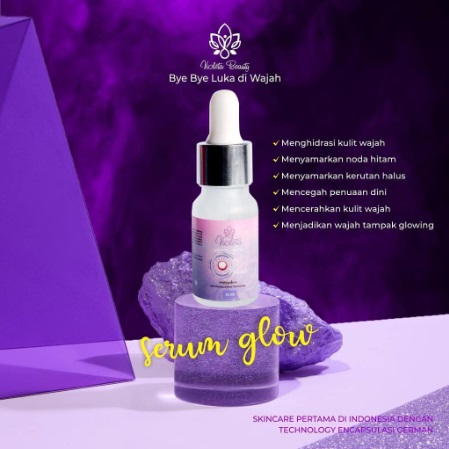 Violeta Beauty
Bye Bye Luka di Wajah
Menghidrasi kulit wajah
Menyamarkan noda hitam
Menyamarkan kerutan halus
Mencegah penuaan dini
Mencerahkan kulit wajah
Menjadikan wajah tampak glowing
Violeta
serum glow
SKINCARE PERTAMA DI INDONESIA DENGAN
TECHNOLOGY ENCAPSULASI GERMAN